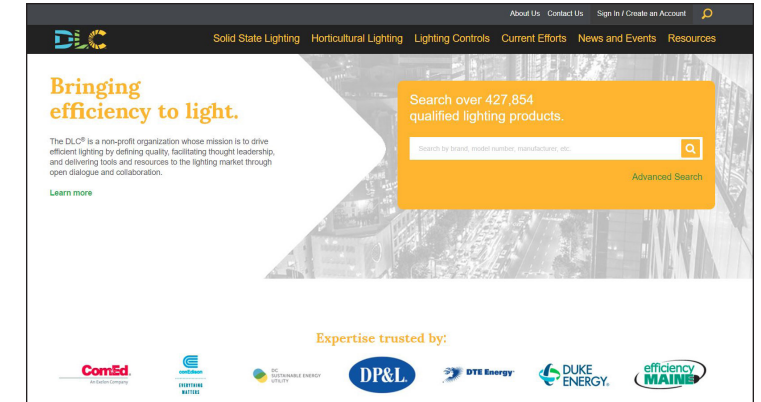 About Us Contact Us Sign In / Create an Account
DLC
Solid State Lighting Horticultural Lighting Lighting Controls Current Efforts News and Events Resources
Bringing
efficiency to light.
The DLC® is a non-profit organization whose mission is to drive
efficient lighting by defining quality, facilitating thought leadership,
and delivering tools and resources to the lighting market through
open dialogue and collaboration.
Learn more
Search over 427,854
qualified lighting products.
Search by brand, model number, manufacturer, etc.
Advanced Search
Expertise trusted by:
ComEd.
An Exelon Company
conEdison
EVERYTHING
MATTERS
DC
SUSTAINABLE ENERGY
UTILITY
DP&L.
DTE Energy®
DUKE
ENERGY®
efficiency
MAINE